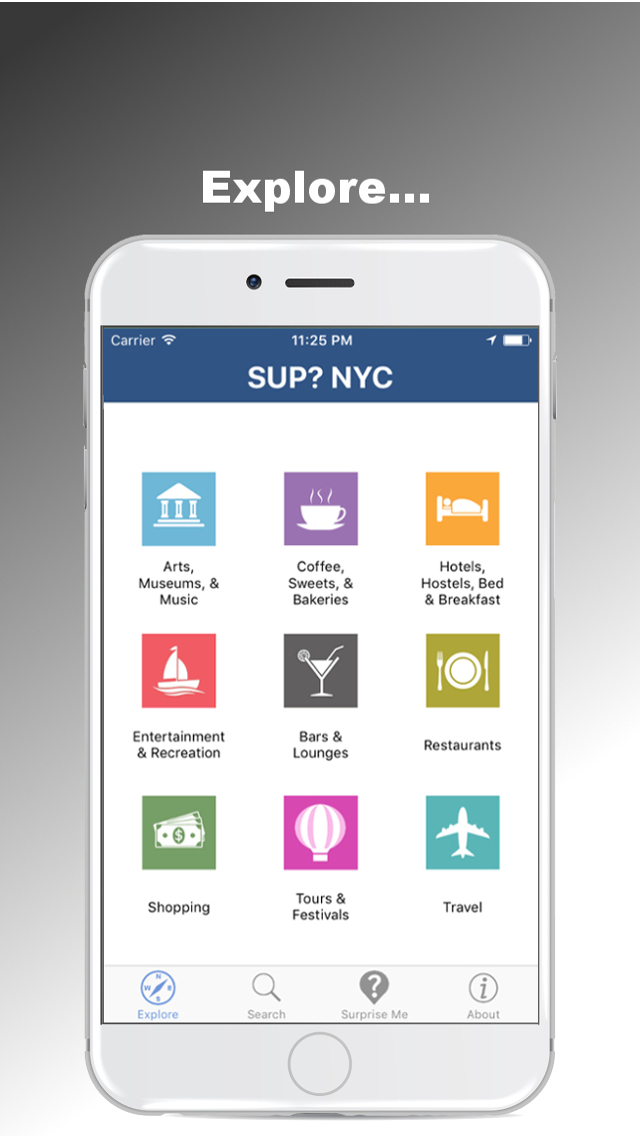 Explore...
Carrier 11:25 PM
SUP? NYC
Arts,
Museums, &
Music
Coffee,
Sweets, &
Bakeries
Hotels,
Hostels, Bed
& Breakfast
Entertainment
& Recreation
Bars &
Lounges
Restaurants
$
Shopping
Tours &
Festivals
Travel
N
W E
S
?
i
Explore Search Surprise Me About